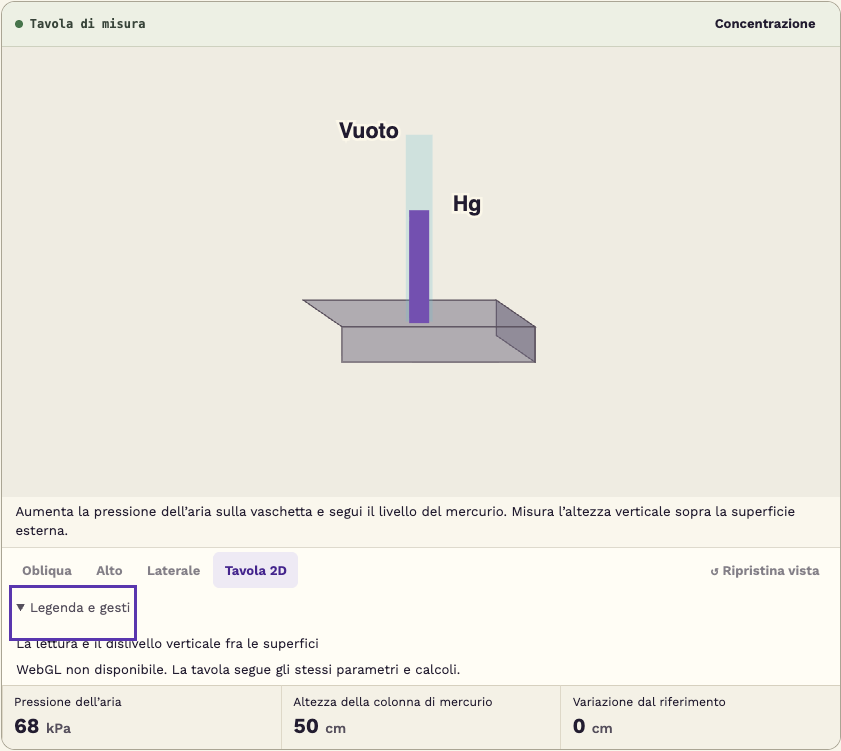 Tavola di misura
Concentrazione
Vuoto
Hg
Aumenta la pressione dell’aria sulla vaschetta e segui il livello del mercurio. Misura l’altezza verticale sopra la superficie
esterna.
Obliqua Alto Laterale Tavola 2D ↺ Ripristina vista
▼ Legenda e gesti
La lettura è il dislivello verticale fra le superfici
WebGL non disponibile. La tavola segue gli stessi parametri e calcoli.
Pressione dell’aria
68 kPa
Altezza della colonna di mercurio
50 cm
Variazione dal riferimento
0 cm